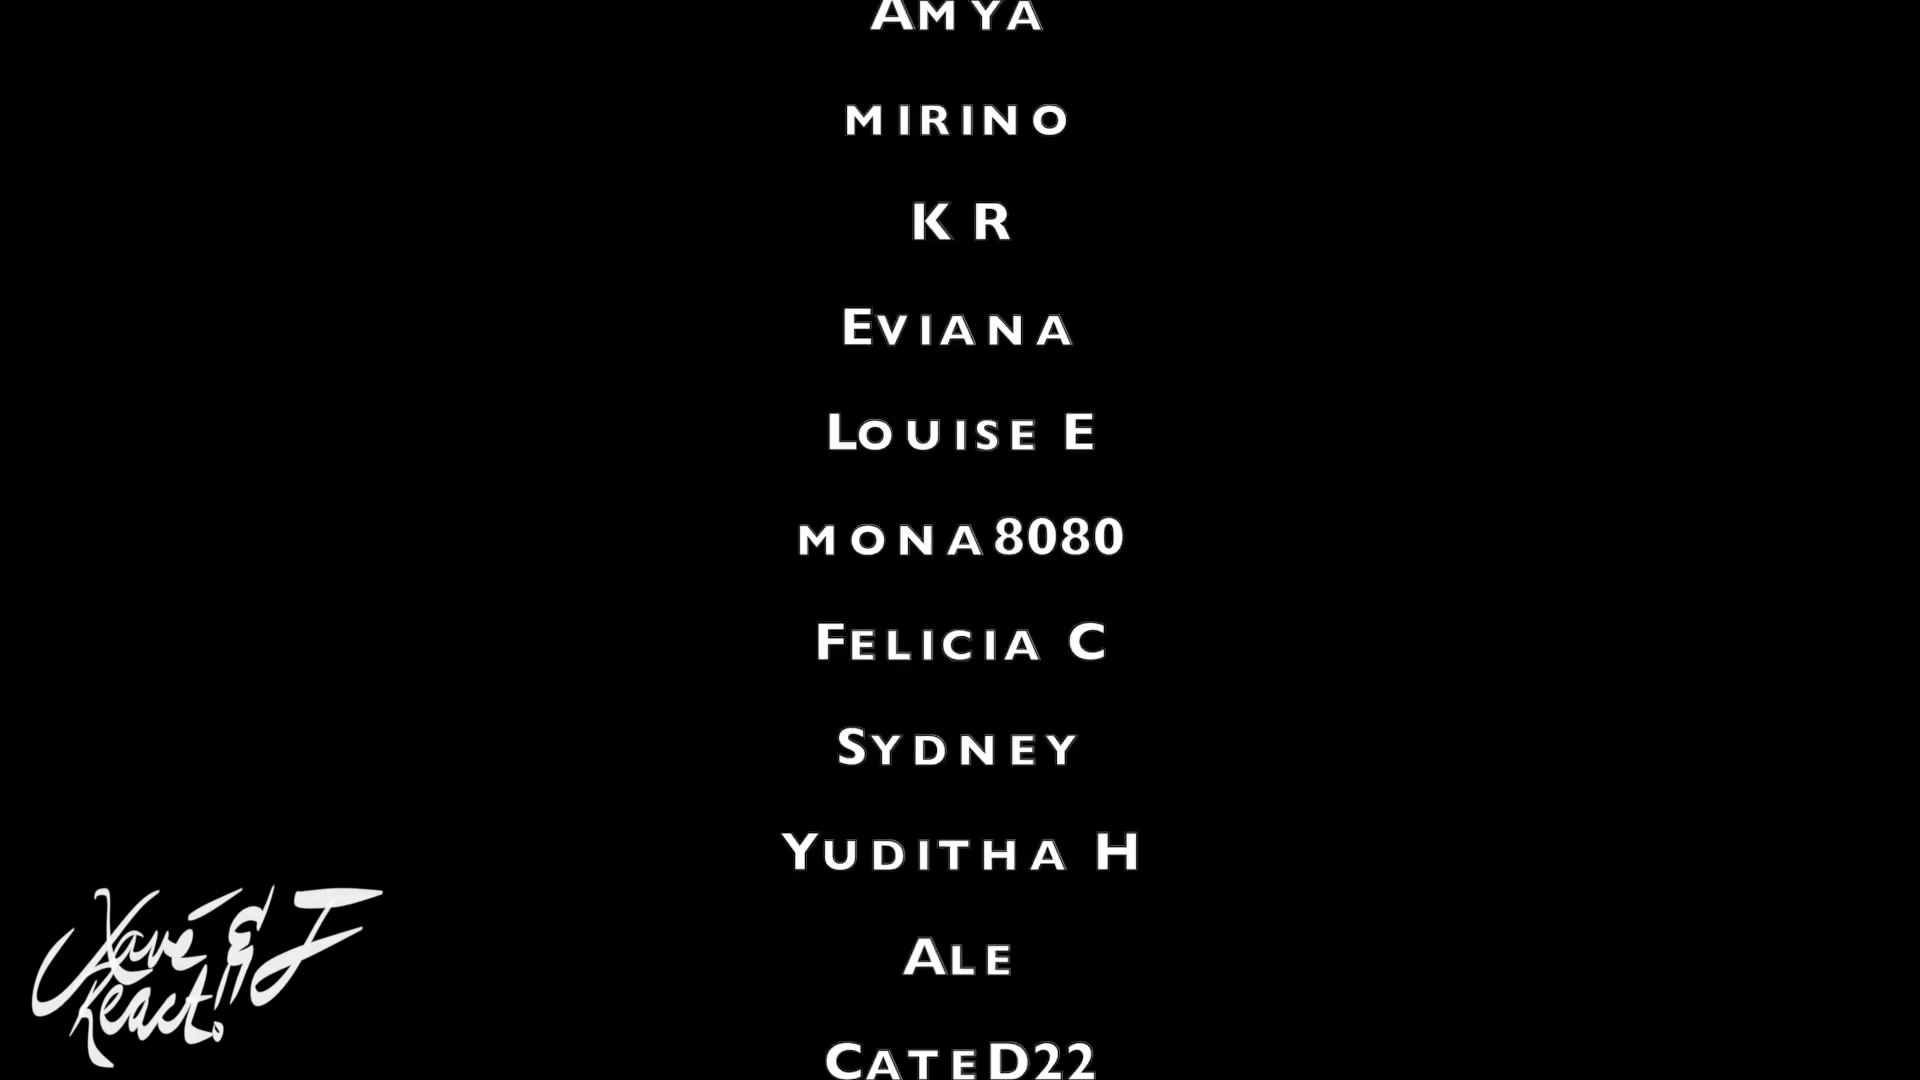 Amya
mirino
K R
Eviana
Louise E
mona8080
Felicia C
Sydney
Yuditha H
Ale
CateD22
Xavé & J
React!!